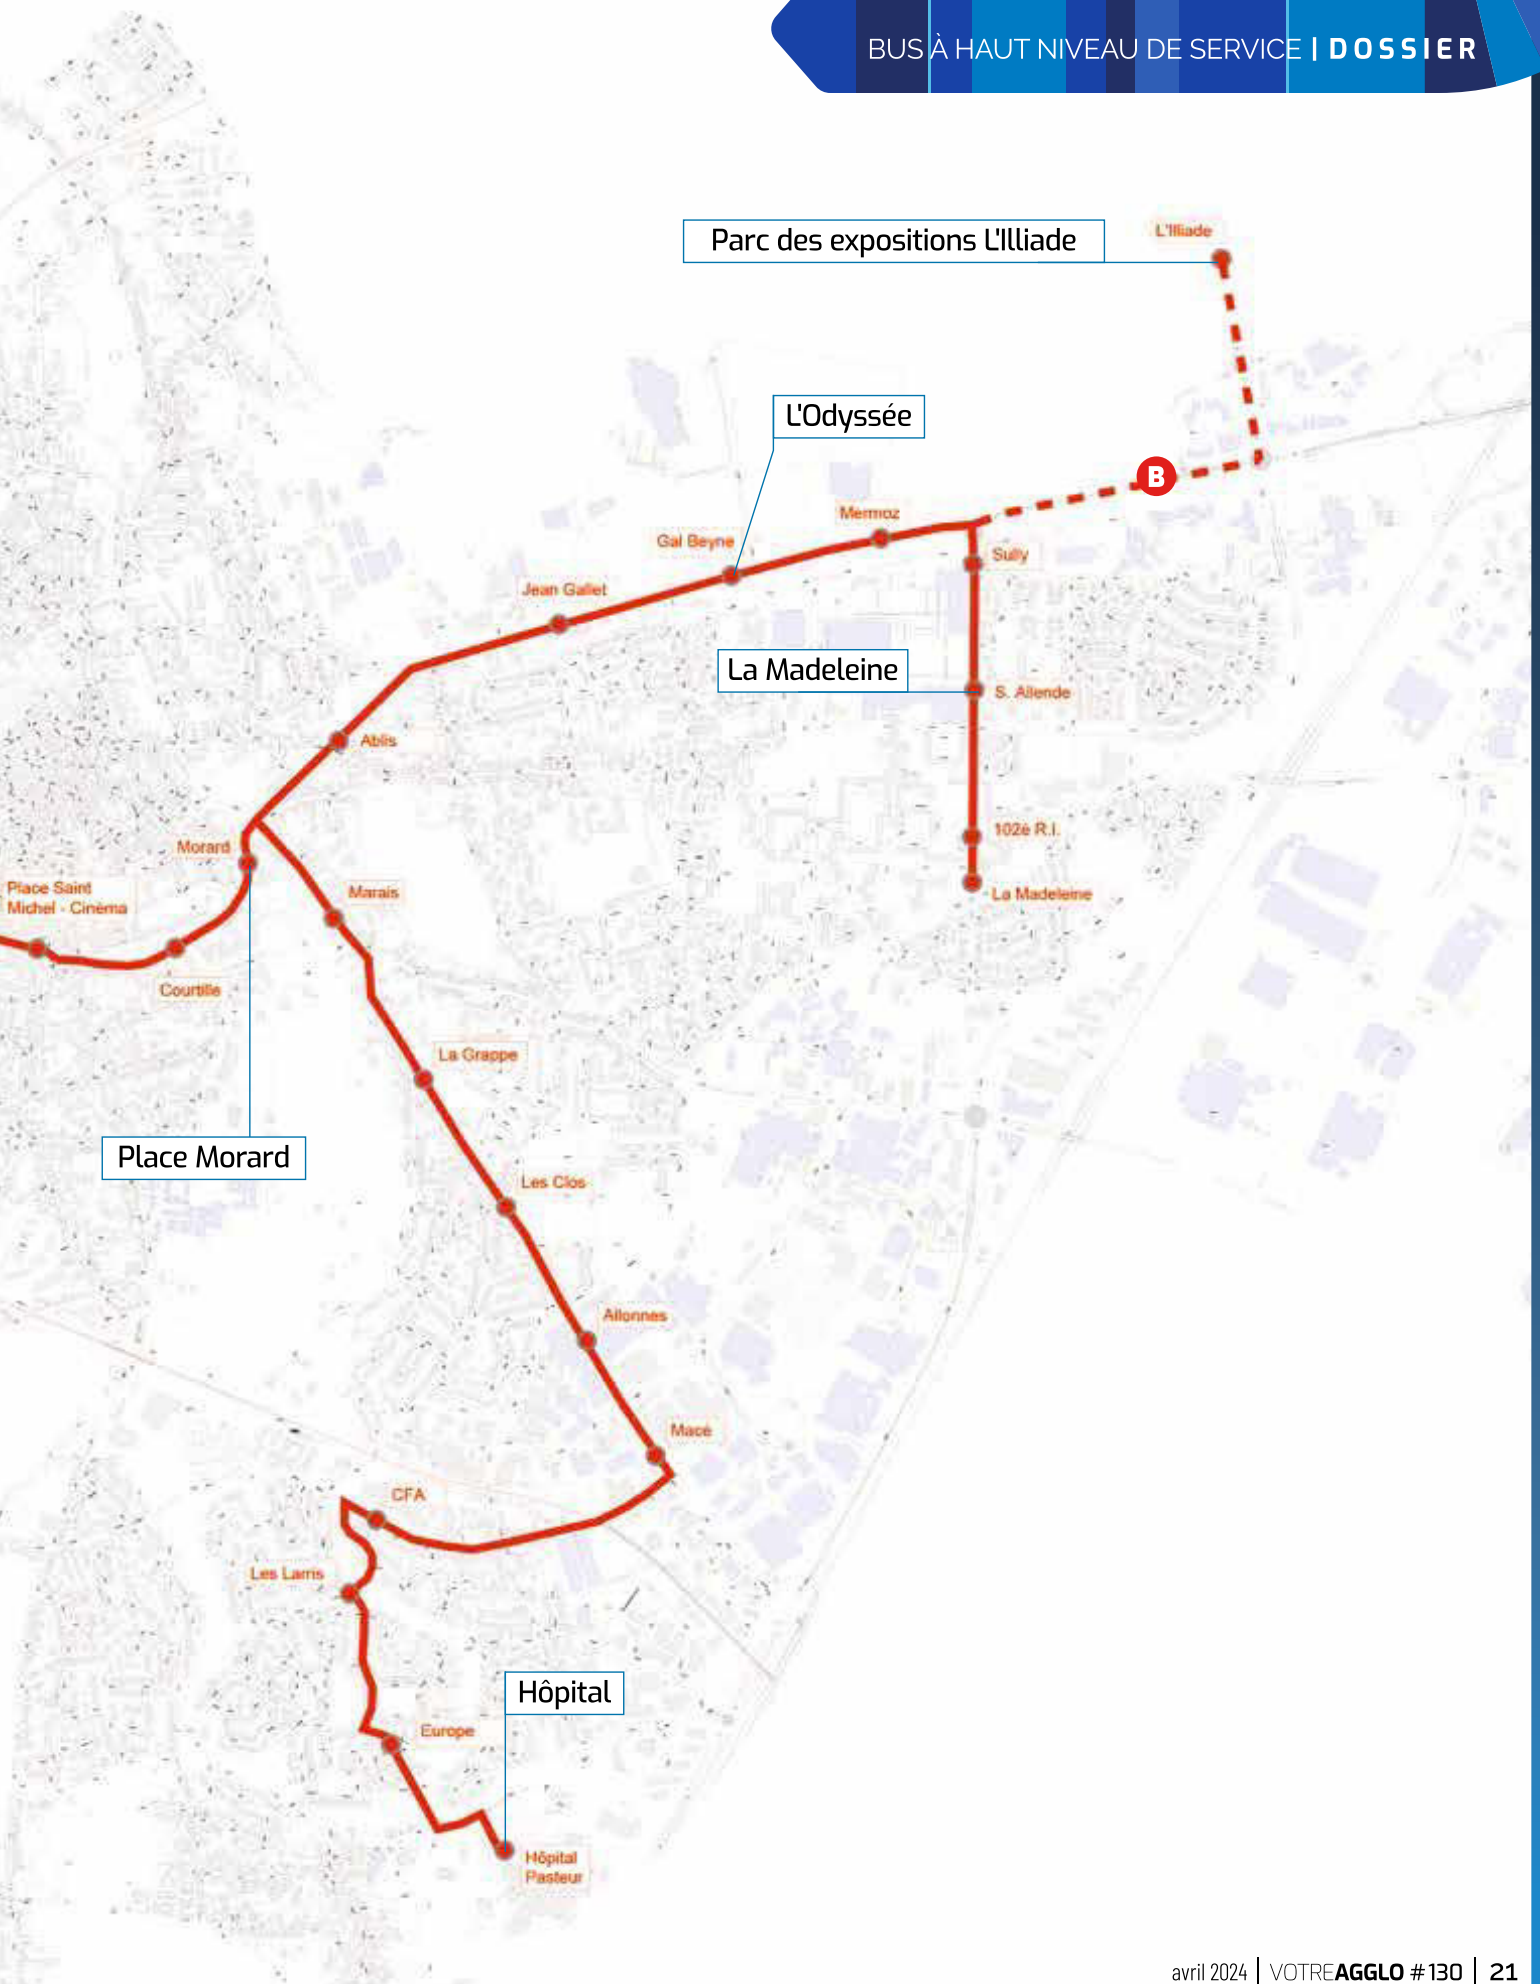 BUS À HAUT NIVEAU DE SERVICE | DOSSIER
L'Illiade
Parc des expositions L'Illiade
L'Odyssée
B
Mermoz
Gal Beyne
Sully
Jean Gallet
La Madeleine
S. Allende
Ablis
102è R.I.
Morard
Place Saint
Michel - Cinéma
Marais
La Madeleine
Courtille
La Grappe
Place Morard
Les Clos
Allonnes
Macé
CFA
Les Larris
Hôpital
Europe
Hôpital
Pasteur
avril 2024 | VOTREAGGLO #130 | 21